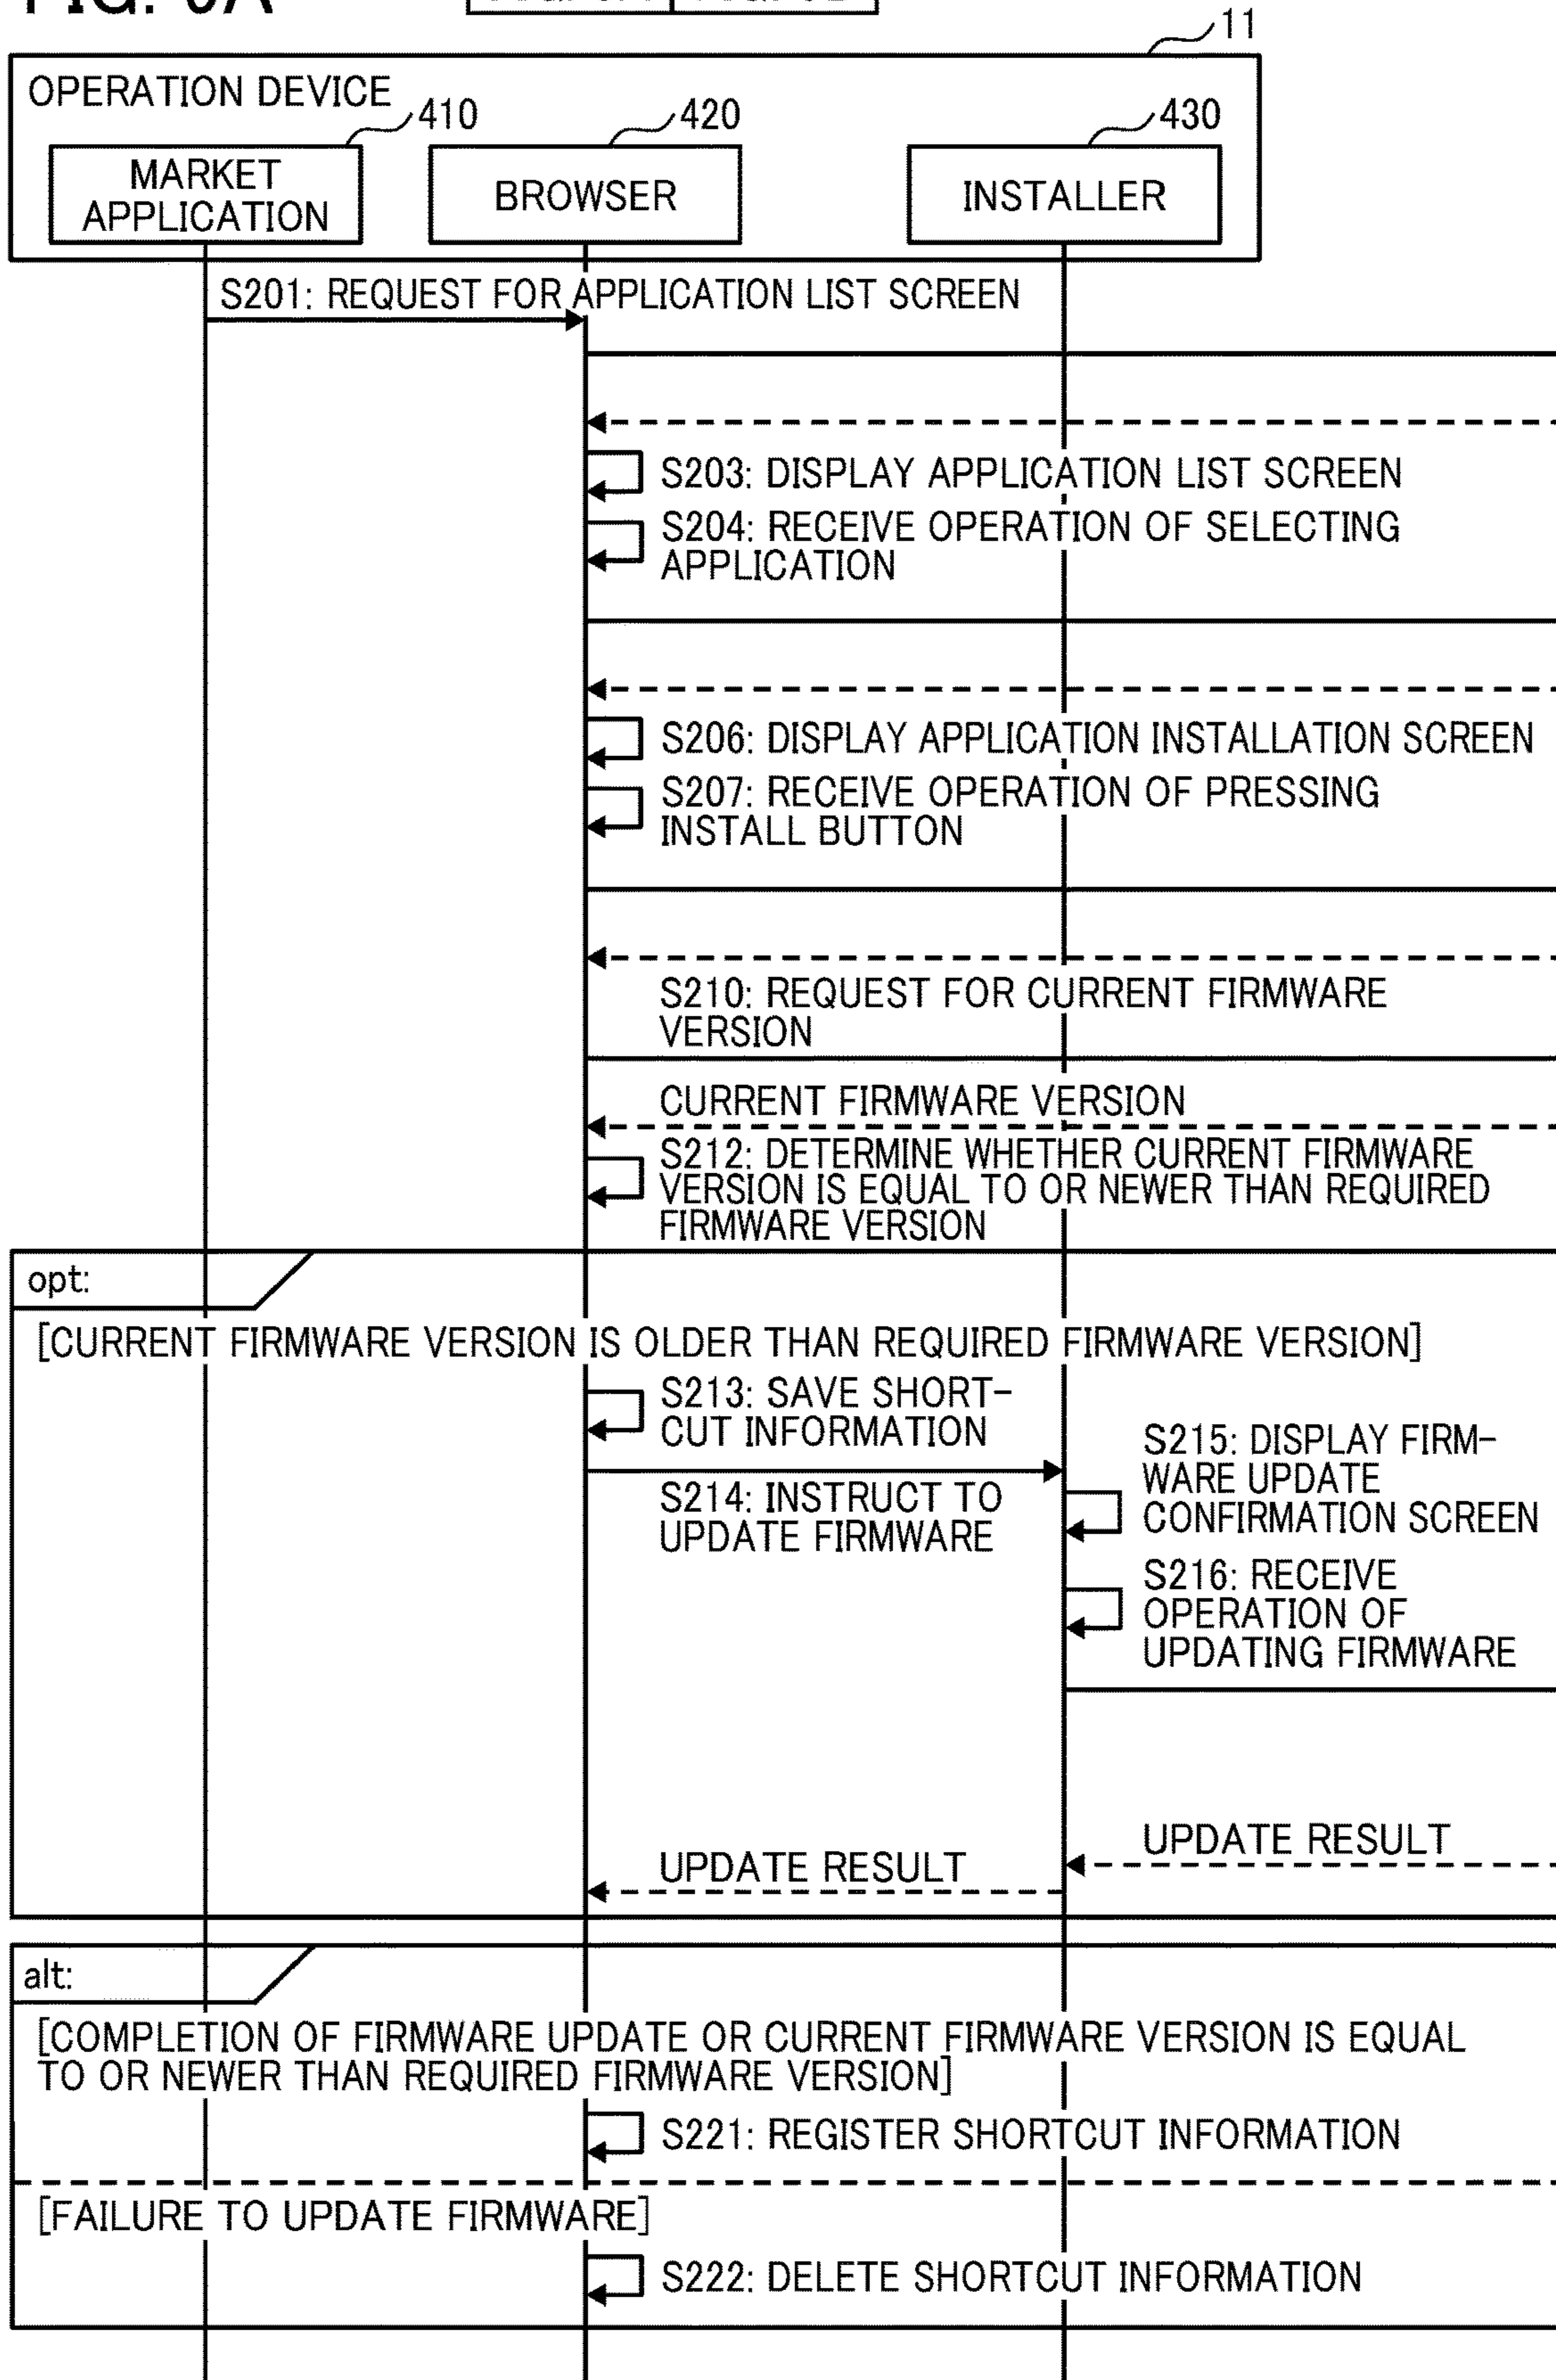 11
OPERATION DEVICE
410
420
430
MARKET
APPLICATION
BROWSER
INSTALLER
S201: REQUEST FOR APPLICATION LIST SCREEN
S203: DISPLAY APPLICATION LIST SCREEN
S204: RECEIVE OPERATION OF SELECTING
APPLICATION
S206: DISPLAY APPLICATION INSTALLATION SCREEN
S207: RECEIVE OPERATION OF PRESSING
INSTALL BUTTON
S210: REQUEST FOR CURRENT FIRMWARE
VERSION
CURRENT FIRMWARE VERSION
S212: DETERMINE WHETHER CURRENT FIRMWARE
VERSION IS EQUAL TO OR NEWER THAN REQUIRED
FIRMWARE VERSION
opt:
[CURRENT FIRMWARE VERSION IS OLDER THAN REQUIRED FIRMWARE VERSION]
S213: SAVE SHORT-
CUT INFORMATION
S214: INSTRUCT TO
UPDATE FIRMWARE
S215: DISPLAY FIRM-
WARE UPDATE
CONFIRMATION SCREEN
S216: RECEIVE
OPERATION OF
UPDATING FIRMWARE
UPDATE RESULT
UPDATE RESULT
alt:
[COMPLETION OF FIRMWARE UPDATE OR CURRENT FIRMWARE VERSION IS EQUAL
TO OR NEWER THAN REQUIRED FIRMWARE VERSION]
S221: REGISTER SHORTCUT INFORMATION
[FAILURE TO UPDATE FIRMWARE]
S222: DELETE SHORTCUT INFORMATION